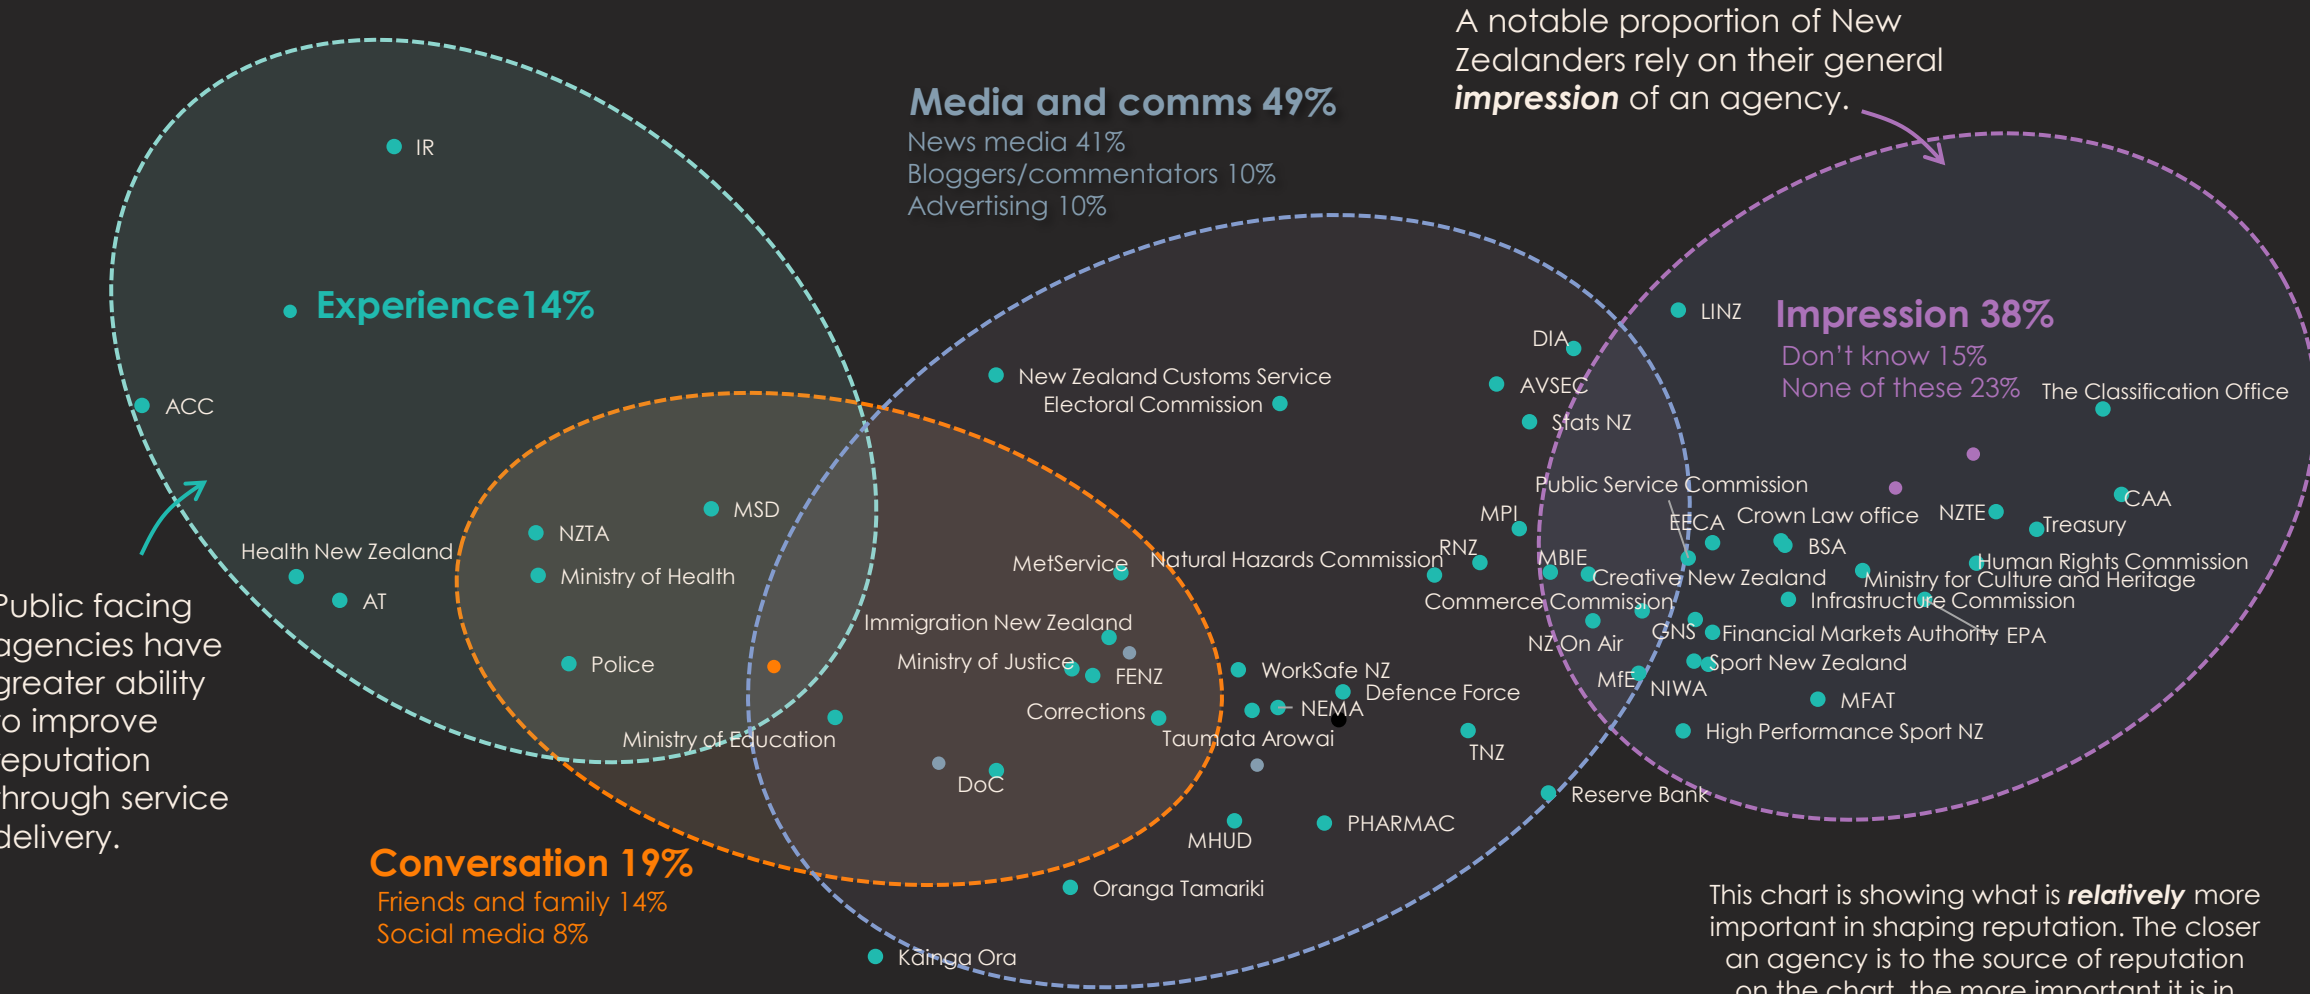 A notable proportion of New
Zealanders rely on their general
impression of an agency.
Media and comms 49%
News media 41%
Bloggers/commentators 10%
Advertising 10%
IR
Experience14%
ACC
LINZ
Impression 38%
Don't know 15%
None of these 23%
The Classification Office
DIA
AVSEC
Stats NZ
New Zealand Customs Service
Electoral Commission
MSD
NZTA
Health New Zealand
Ministry of Health
AT
Police
Public facing
agencies have
greater ability
to improve
reputation
through service
delivery.
Public Service Commission
MPI
EECA
Crown Law office
NZTE
CAA
Treasury
RNZ
MBIE
BSA
MetService
Natural Hazards Commission
Human Rights Commission
Creative New Zealand
Ministry for Culture and Heritage
Commerce Commission
Infrastructure Commission
Immigration New Zealand
NZ On Air
GNS
Financial Markets Authority
EPA
Ministry of Justice
FENZ
WorkSafe NZ
Sport New Zealand
MfE
NIWA
Defence Force
MFAT
Corrections
NEMA
Ministry of Education
Taumata Arowai
TNZ
High Performance Sport NZ
DoC
Reserve Bank
MHUD
PHARMAC
Conversation 19%
Friends and family 14%
Social media 8%
Oranga Tamariki
Kāinga Ora
This chart is showing what is relatively more
important in shaping reputation. The closer
an agency is to the source of reputation
on the chart, the more important it is in